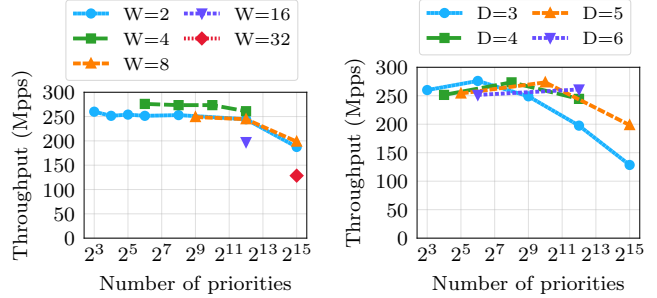 W=2 W=16
W=4 W=32
W=8
Throughput (Mpps)
300
250
200
150
100
50
0
2^3 2^5 2^7 2^9 2^11 2^13 2^15
Number of priorities
D=3 D=5
D=4 D=6
Throughput (Mpps)
300
250
200
150
100
50
0
2^3 2^5 2^7 2^9 2^11 2^13 2^15
Number of priorities